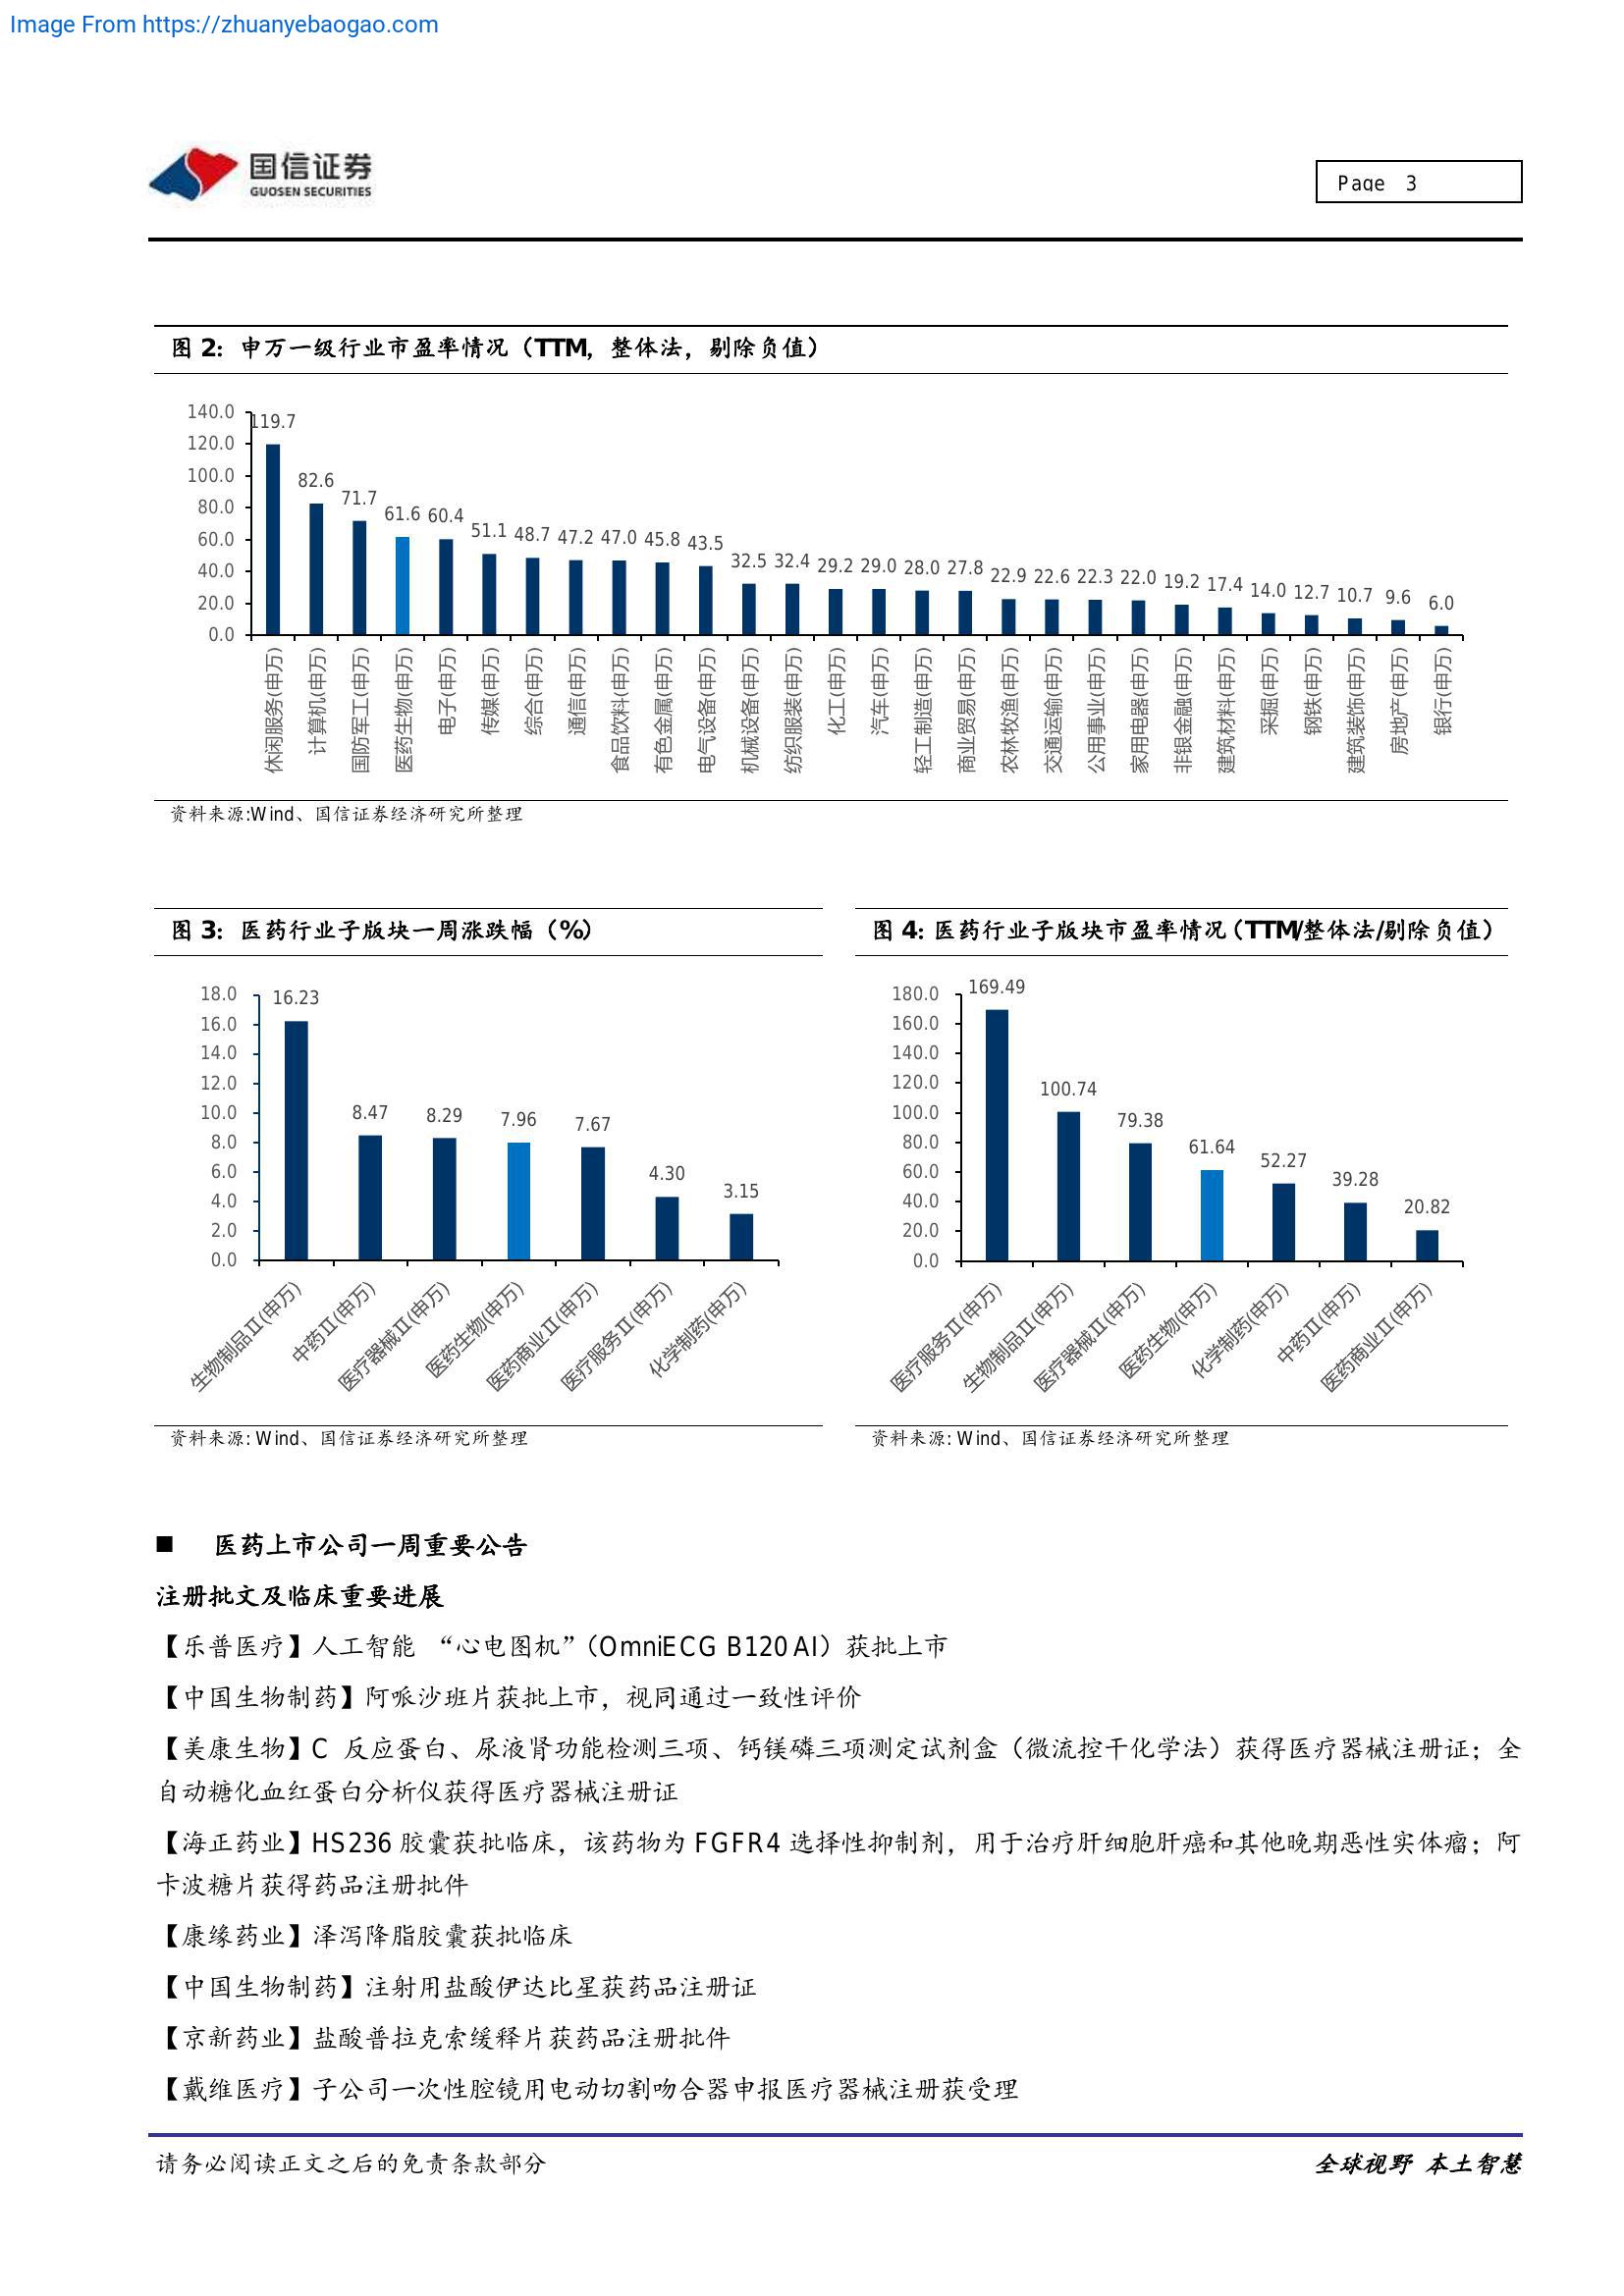 Image From https://zhuanyebaogao.com
国信证券
GUOSEN SECURITIES
Page 3
图 2：申万一级行业市盈率情况（TTM，整体法，剔除负值）
140.0
120.0
100.0
80.0
60.0
40.0
20.0
0.0
119.7 82.6 71.7 61.6 60.4 51.1 48.7 47.2 47.0 45.8 43.5 32.5 32.4 29.2 29.0 28.0 27.8 22.9 22.6 22.3 22.0 19.2 17.4 14.0 12.7 10.7 9.6 6.0
休闲服务(申万)
计算机(申万)
国防军工(申万)
医药生物(申万)
电子(申万)
传媒(申万)
综合(申万)
通信(申万)
食品饮料(申万)
有色金属(申万)
电气设备(申万)
机械设备(申万)
纺织服装(申万)
化工(申万)
汽车(申万)
轻工制造(申万)
商业贸易(申万)
农林牧渔(申万)
交通运输(申万)
公用事业(申万)
家用电器(申万)
非银金融(申万)
建筑材料(申万)
采掘(申万)
钢铁(申万)
建筑装饰(申万)
房地产(申万)
银行(申万)
资料来源:Wind、国信证券经济研究所整理
图 3：医药行业子版块一周涨跌幅（%）
18.0
16.0
14.0
12.0
10.0
8.0
6.0
4.0
2.0
0.0
16.23 8.47 8.29 7.96 7.67 4.30 3.15
生物制品Ⅱ(申万)
中药Ⅱ(申万)
医疗器械Ⅱ(申万)
医药生物(申万)
医药商业Ⅱ(申万)
医疗服务Ⅱ(申万)
化学制药(申万)
资料来源: Wind、国信证券经济研究所整理
图 4：医药行业子版块市盈率情况（TTM/整体法/剔除负值）
180.0
160.0
140.0
120.0
100.0
80.0
60.0
40.0
20.0
0.0
169.49 100.74 79.38 61.64 52.27 39.28 20.82
医疗服务Ⅱ(申万)
生物制品Ⅱ(申万)
医疗器械Ⅱ(申万)
医药生物(申万)
化学制药(申万)
中药Ⅱ(申万)
医药商业Ⅱ(申万)
资料来源: Wind、国信证券经济研究所整理
■ 医药上市公司一周重要公告
注册批文及临床重要进展
【乐普医疗】人工智能 “心电图机”（OmniECG B120 AI）获批上市
【中国生物制药】阿哌沙班片获批上市，视同通过一致性评价
【美康生物】C 反应蛋白、尿液肾功能检测三项、钙镁磷三项测定试剂盒（微流控干化学法）获得医疗器械注册证；全
自动糖化血红蛋白分析仪获得医疗器械注册证
【海正药业】HS236 胶囊获批临床，该药物为 FGFR4 选择性抑制剂，用于治疗肝细胞肝癌和其他晚期恶性实体瘤；阿
卡波糖片获得药品注册批件
【康缘药业】泽泻降脂胶囊获批临床
【中国生物制药】注射用盐酸伊达比星获药品注册证
【京新药业】盐酸普拉克索缓释片获药品注册批件
【戴维医疗】子公司一次性腔镜用电动切割吻合器申报医疗器械注册获受理
请务必阅读正文之后的免责条款部分
全球视野 本土智慧